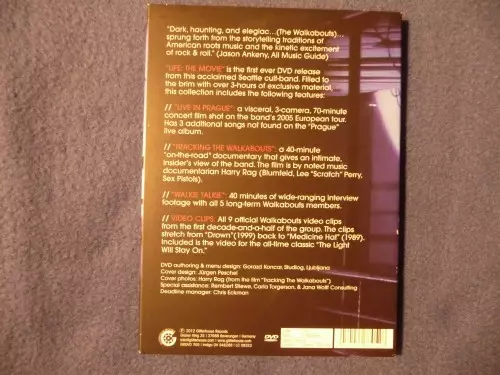 "Dark, haunting, and elegiac...(The Walkabouts)...
sprung forth from the storytelling traditions of
American roots music and the kinetic excitement
of rock & roll." (Jason Ankeny, All Music Guide)
"LIFE: THE MOVIE" is the first ever DVD release
from this acclaimed Seattle cult-band. Filled to
the brim with over 3-hours of exclusive material,
this collection includes the following features:
// "LIVE IN PRAGUE": a visceral, 3-camera, 70-minute
concert film shot on the band's 2005 European tour.
Has 3 additional songs not found on the "Prague"
live album.
// "TRACKING THE WALKABOUTS": a 40-minute
"on-the-road" documentary that gives an intimate,
insider's view of the band. The film is by noted music
documentarian Harry Rag (Blumfeld, Lee "Scratch" Perry,
Sex Pistols).
// "WALKIE TALKIE": 40 minutes of wide-ranging interview
footage with all 5 long-term Walkabouts members.
// VIDEO CLIPS: All 9 official Walkabouts video clips
from the first decade-and-a-half of the group. The clips
stretch from "Drown"(1999) back to "Medicine Hat" (1989).
Included is the video for the all-time classic "The Light
Will Stay On."
DVD authoring & menu design: Gorazd Koncar, Studiog, Ljubljana
Cover design: Jürgen Peschel
Cover photos: Harry Rag (from the film "Tracking The Walkabouts")
Special assistance: Rembert Stiewe, Carla Torgerson, & Jana Wolff Consulting
Deadline manager: Chris Eckman
Glitterhouse Records